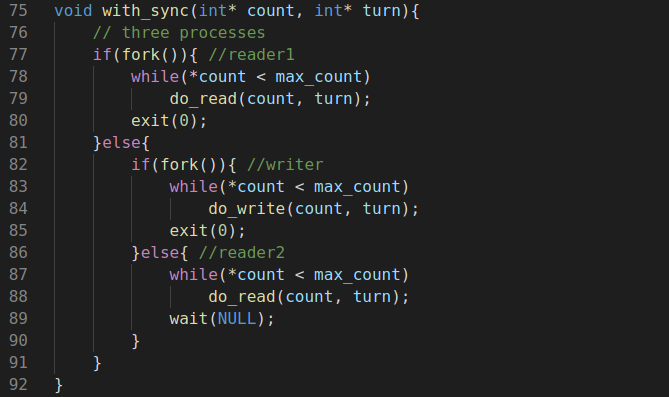 75 void with_sync(int* count, int* turn){
76     // three processes
77     if(fork()){ //reader1
78         while(*count < max_count)
79             do_read(count, turn);
80         exit(0);
81     }else{
82         if(fork()){ //writer
83             while(*count < max_count)
84                 do_write(count, turn);
85             exit(0);
86         }else{ //reader2
87             while(*count < max_count)
88                 do_read(count, turn);
89             wait(NULL);
90         }
91     }
92 }